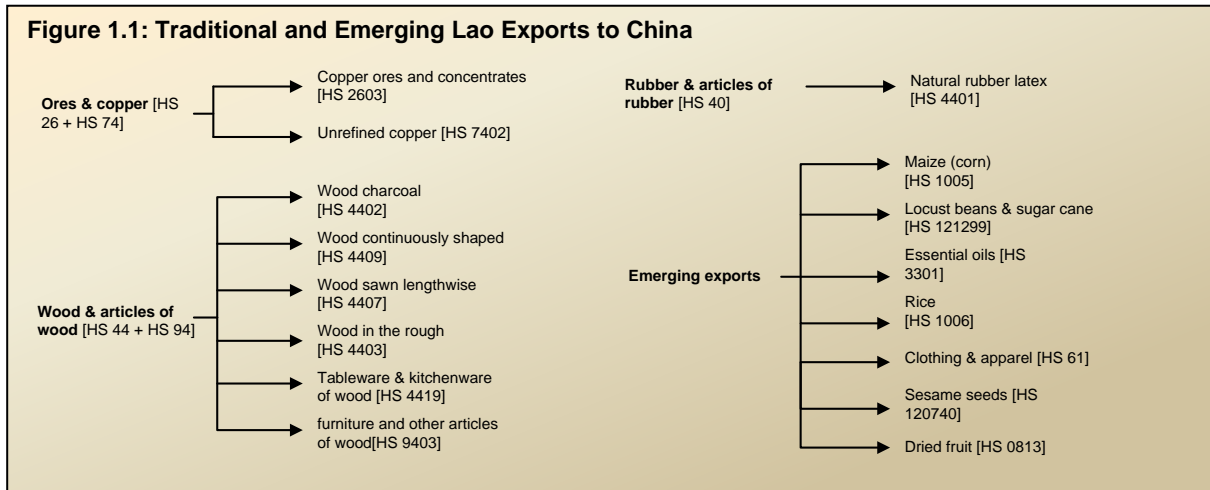 Figure 1.1: Traditional and Emerging Lao Exports to China
Ores & copper [HS
26 + HS 74]
Copper ores and concentrates
[HS 2603]
Unrefined copper [HS 7402]
Wood & articles of
wood [HS 44 + HS 94]
Wood charcoal
[HS 4402]
Wood continuously shaped
[HS 4409]
Wood sawn lengthwise
[HS 4407]
Wood in the rough
[HS 4403]
Tableware & kitchenware
of wood [HS 4419]
furniture and other articles
of wood[HS 9403]
Rubber & articles of
rubber [HS 40]
Natural rubber latex
[HS 4401]
Emerging exports
Maize (corn)
[HS 1005]
Locust beans & sugar cane
[HS 121299]
Essential oils [HS
3301]
Rice
[HS 1006]
Clothing & apparel [HS 61]
Sesame seeds [HS
120740]
Dried fruit [HS 0813]